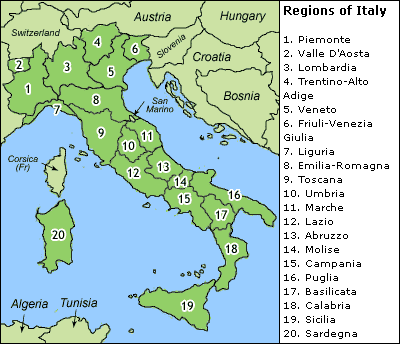 Austria
Hungary
Switzerland
Slovenia
Croatia
Bosnia
San
Marino
Corsica
(Fr)
Algeria
Tunisia
4
6
2
3
5
1
8
7
9
11
10
12
13
14
15
16
17
18
19
20
Regions of Italy
1. Piemonte
2. Valle D'Aosta
3. Lombardia
4. Trentino-Alto
Adige
5. Veneto
6. Friuli-Venezia
Giulia
7. Liguria
8. Emilia-Romagna
9. Toscana
10. Umbria
11. Marche
12. Lazio
13. Abruzzo
14. Molise
15. Campania
16. Puglia
17. Basilicata
18. Calabria
19. Sicilia
20. Sardegna